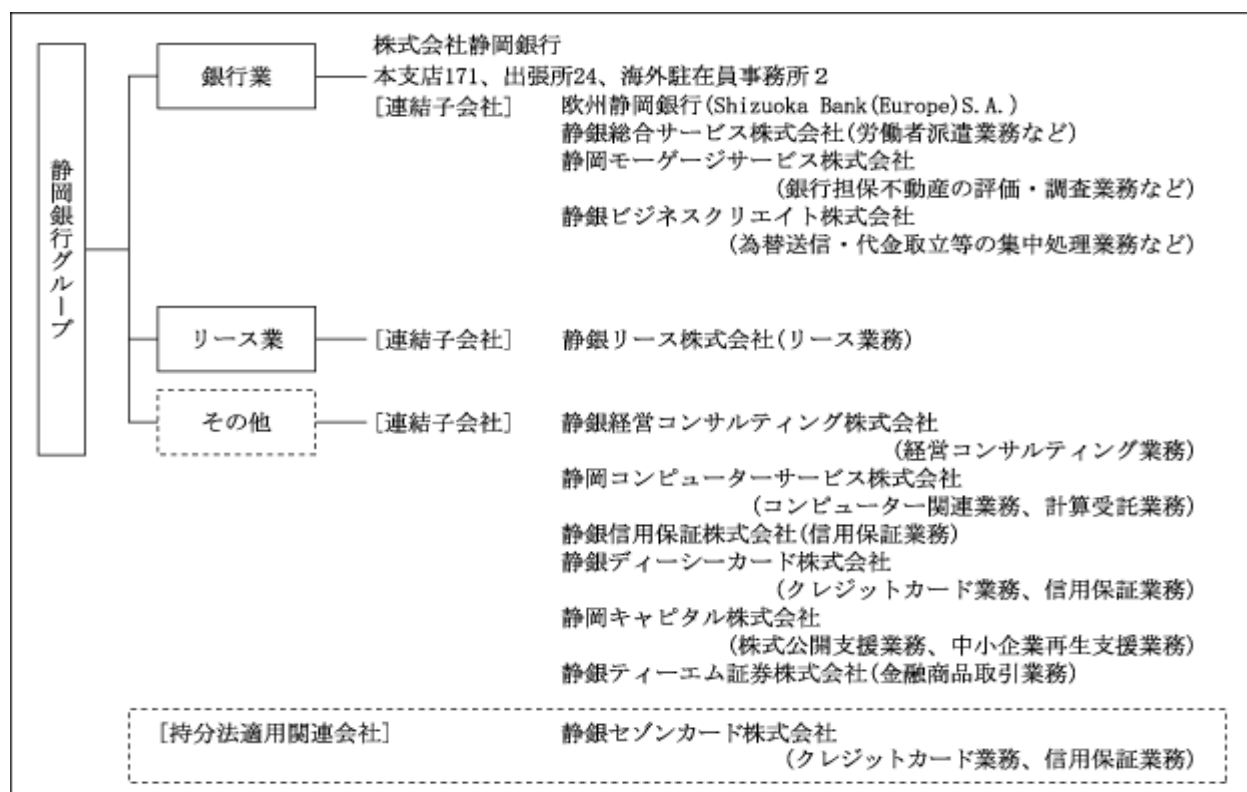 静岡銀行グループ
銀行業
株式会社静岡銀行
本支店171、出張所24、海外駐在員事務所2
[連結子会社] 欧州静岡銀行(Shizuoka Bank(Europe)S.A.)
静銀総合サービス株式会社(労働者派遣業務など)
静岡モーゲージサービス株式会社
(銀行担保不動産の評価・調査業務など)
静銀ビジネスクリエイト株式会社
(為替送信・代金取立等の集中処理業務など)
リース業 [連結子会社] 静銀リース株式会社(リース業務)
その他 [連結子会社] 静銀経営コンサルティング株式会社
(経営コンサルティング業務)
静岡コンピューターサービス株式会社
(コンピューター関連業務、計算受託業務)
静銀信用保証株式会社(信用保証業務)
静銀ディーシーカード株式会社
(クレジットカード業務、信用保証業務)
静岡キャピタル株式会社
(株式公開支援業務、中小企業再生支援業務)
静銀ティーエム証券株式会社(金融商品取引業務)
[持分法適用関連会社] 静銀セゾンカード株式会社
(クレジットカード業務、信用保証業務)